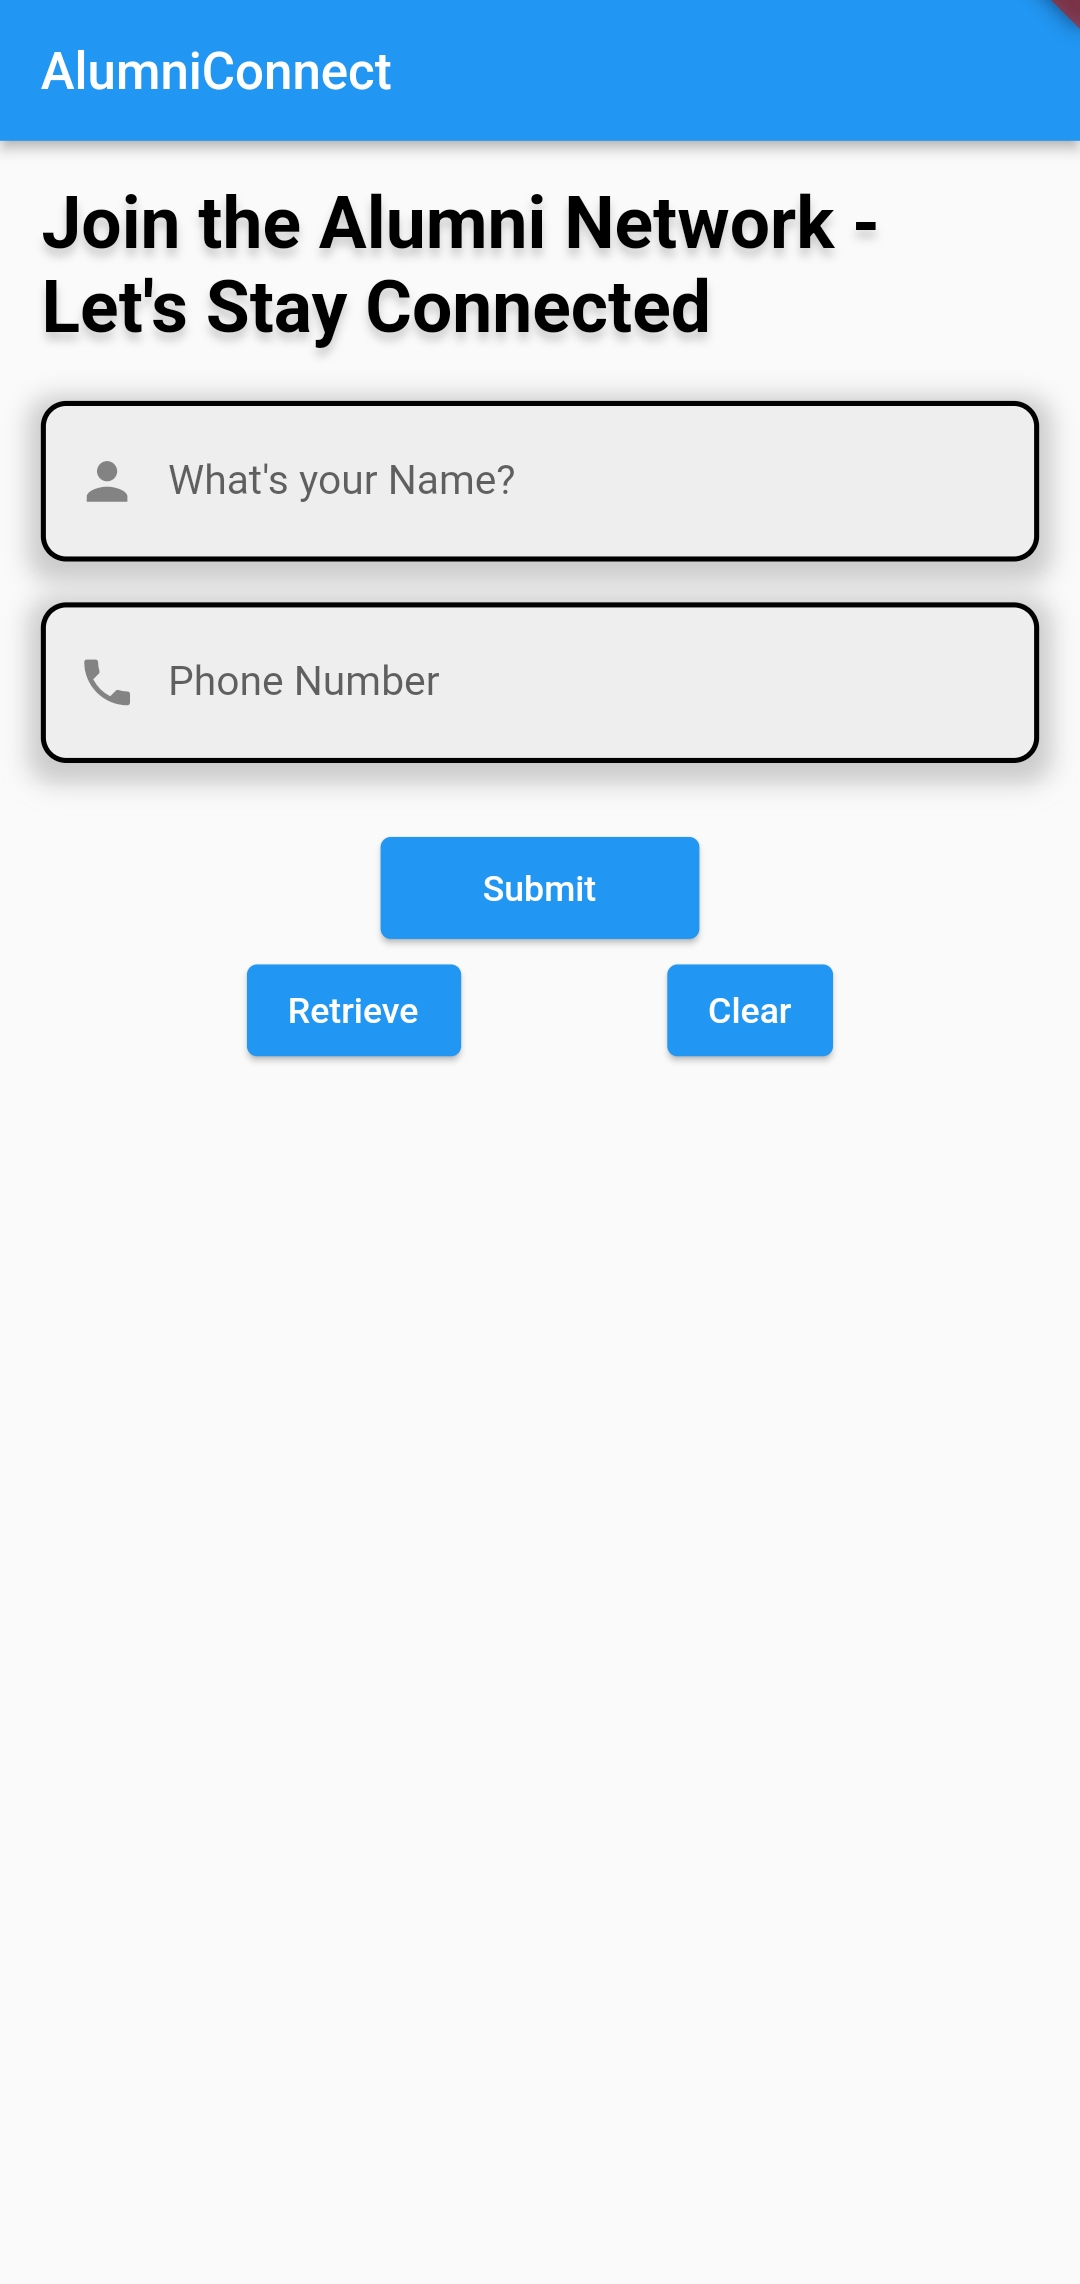 AlumniConnect
Join the Alumni Network -
Let's Stay Connected
What's your Name?
Phone Number
Submit
Retrieve
Clear